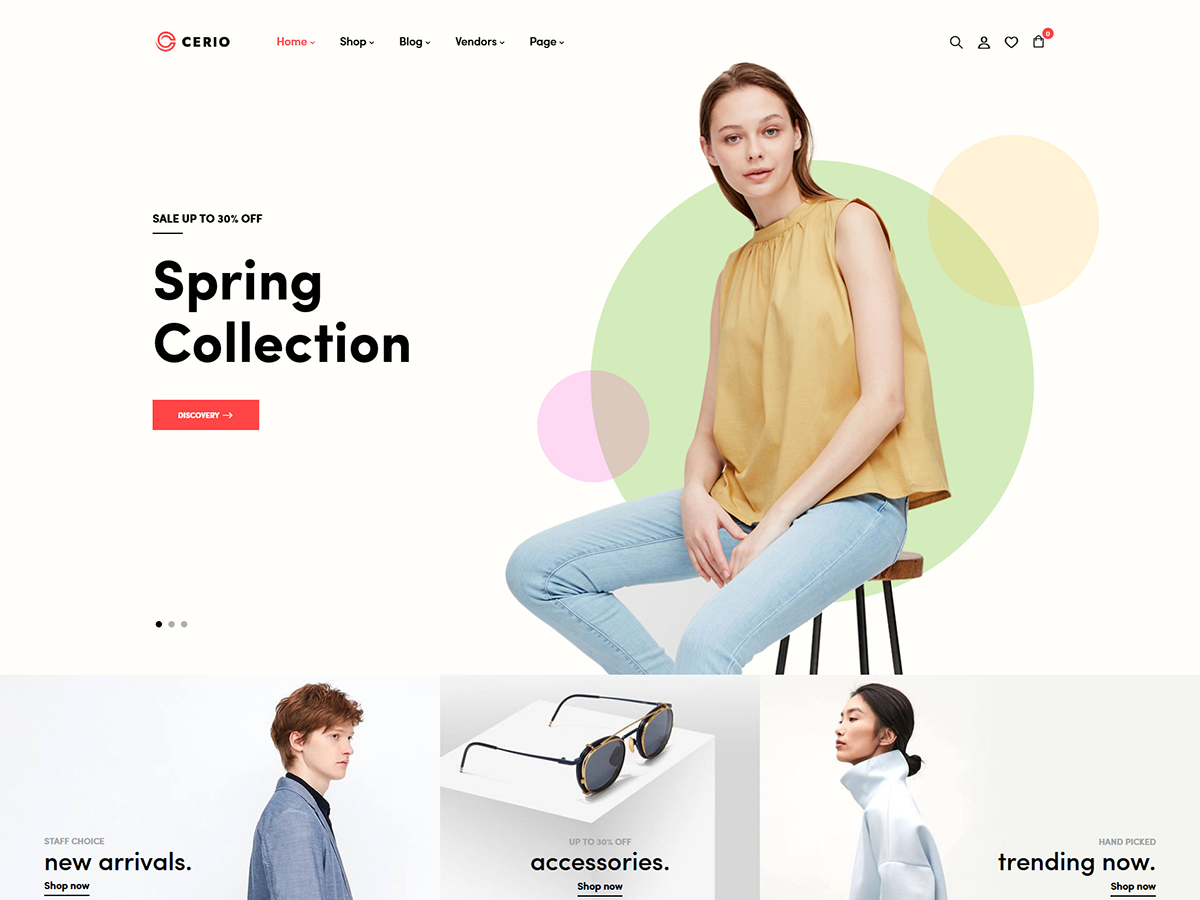 CERIO
Home
Shop
Blog
Vendors
Page
0
SALE UP TO 30% OFF
Spring
Collection
DISCOVERY
STAFF CHOICE
new arrivals.
Shop now
UP TO 30% OFF
accessories.
Shop now
HAND PICKED
trending now.
Shop now